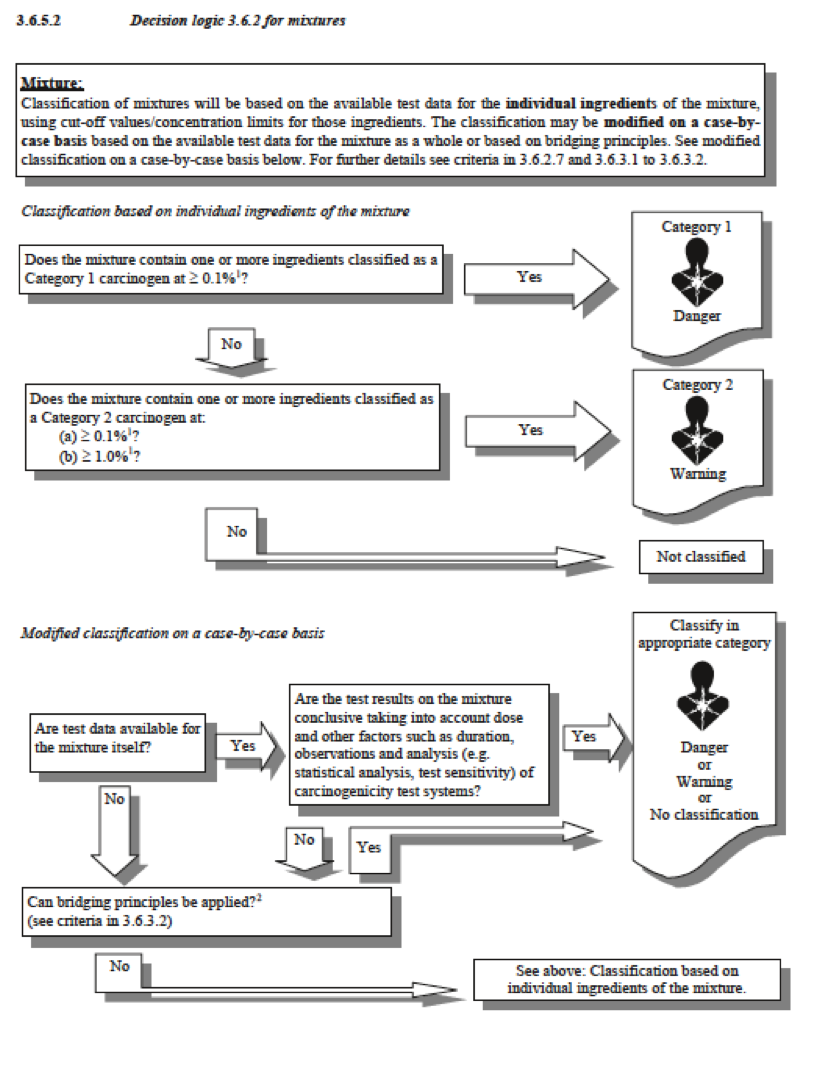 3.6.5.2 Decision logic 3.6.2 for mixtures
Mixture:
Classification of mixtures will be based on the available test data for the individual ingredients of the mixture,
using cut-off values/concentration limits for those ingredients. The classification may be modified on a case-by-
case basis based on the available test data for the mixture as a whole or based on bridging principles. See modified
classification on a case-by-case basis below. For further details see criteria in 3.6.2.7 and 3.6.3.1 to 3.6.3.2.
Classification based on individual ingredients of the mixture
Does the mixture contain one or more ingredients classified as a
Category 1 carcinogen at ≥ 0.1%¹?
Yes
Category 1
Danger
No
Does the mixture contain one or more ingredients classified as
a Category 2 carcinogen at:
(a) ≥ 0.1%¹?
(b) ≥ 1.0%¹?
Yes
Category 2
Warning
No
Not classified
Modified classification on a case-by-case basis
Are test data available for
the mixture itself?
Yes
Are the test results on the mixture
conclusive taking into account dose
and other factors such as duration,
observations and analysis (e.g.
statistical analysis, test sensitivity) of
carcinogenicity test systems?
Yes
Classify in
appropriate category
Danger
or
Warning
or
No classification
No
No
Yes
Can bridging principles be applied?²
(see criteria in 3.6.3.2)
No
See above: Classification based on
individual ingredients of the mixture.